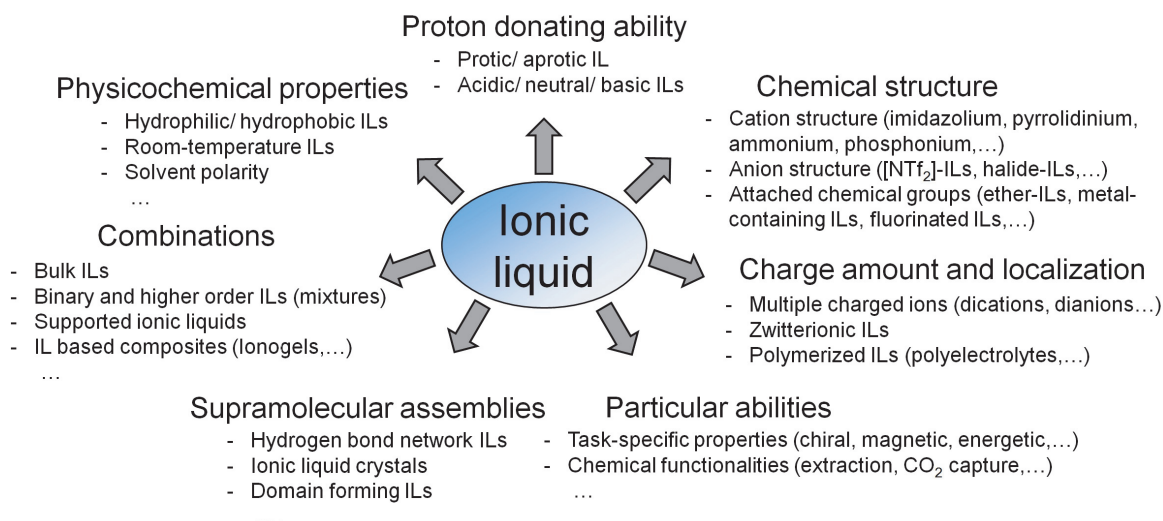 Proton donating ability
- Protic/ aprotic IL
- Acidic/ neutral/ basic ILs
Physicochemical properties
- Hydrophilic/ hydrophobic ILs
- Room-temperature ILs
- Solvent polarity
…
Chemical structure
- Cation structure (imidazolium, pyrrolidinium,
ammonium, phosphonium,…)
- Anion structure ([NTf₂]-ILs, halide-ILs,…)
- Attached chemical groups (ether-ILs, metal-
containing ILs, fluorinated ILs,…)
Ionic
liquid
Combinations
- Bulk ILs
- Binary and higher order ILs (mixtures)
- Supported ionic liquids
- IL based composites (Ionogels,…)
…
Charge amount and localization
- Multiple charged ions (dications, dianions…)
- Zwitterionic ILs
- Polymerized ILs (polyelectrolytes,…)
Supramolecular assemblies
- Hydrogen bond network ILs
- Ionic liquid crystals
- Domain forming ILs
Particular abilities
- Task-specific properties (chiral, magnetic, energetic,…)
- Chemical functionalities (extraction, CO₂ capture,…)
…